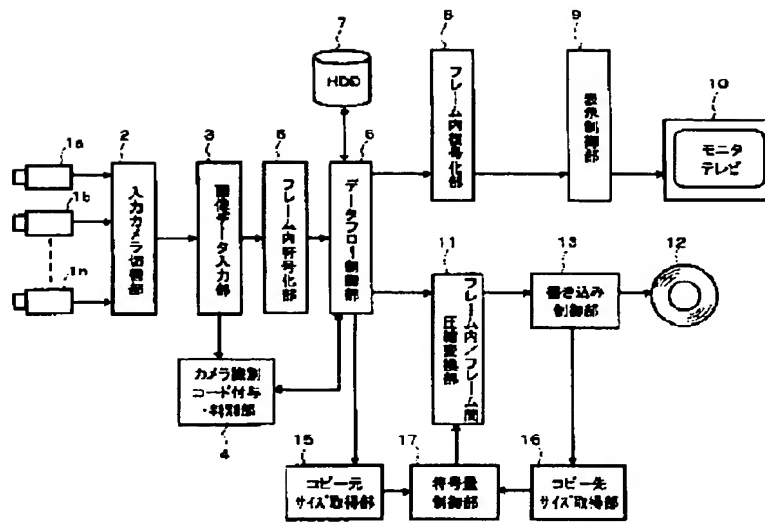 7
HDD
8
フレーム内復号化部
9
表示制御部
10
モニタ
テレビ
1a
1b
1n
2
入力カメラ切替部
3
画像データ入力部
5
フレーム内符号化部
6
データフロー制御部
11
フレーム内/フレーム間
圧縮変換部
13
書き込み
制御部
12
カメラ識別
コード付与
・判別部
4
15
コピー元
サイズ取得部
17
符号量
制御部
16
コピー先
サイズ取得部